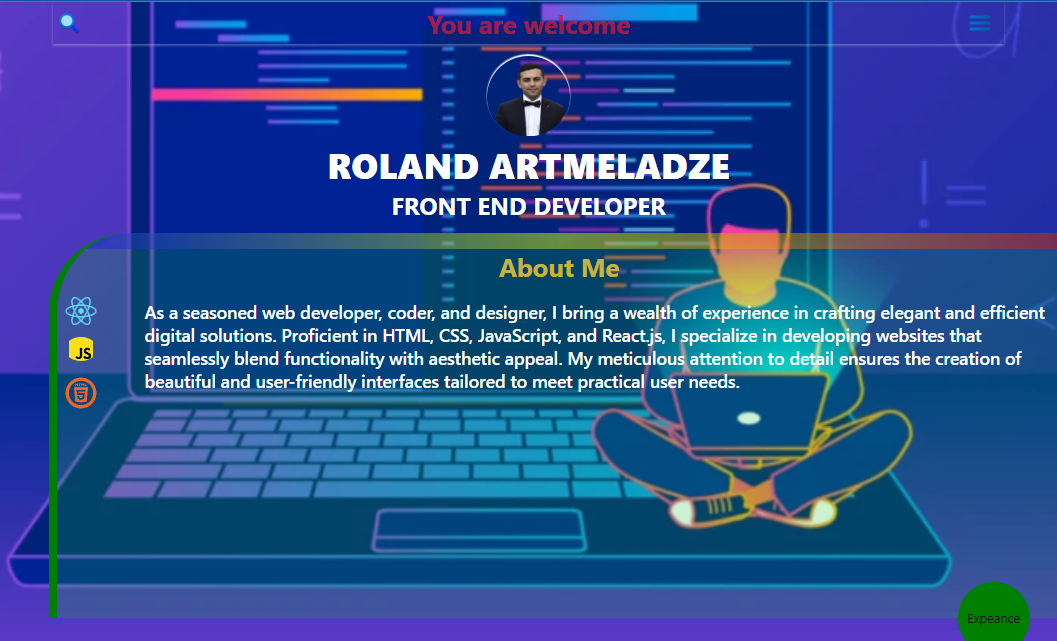 You are welcome
ROLAND ARTMELADZE
FRONT END DEVELOPER
About Me
As a seasoned web developer, coder, and designer, I bring a wealth of experience in crafting elegant and efficient
digital solutions. Proficient in HTML, CSS, JavaScript, and React.js, I specialize in developing websites that
seamlessly blend functionality with aesthetic appeal. My meticulous attention to detail ensures the creation of
beautiful and user-friendly interfaces tailored to meet practical user needs.
JS
HTML
5
Expeance